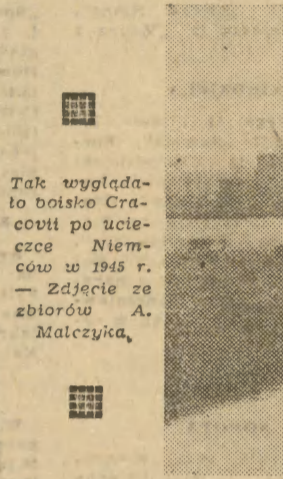 Tak wygląda-
ło boisko Cra-
covii po ucie-
czce Niem-
ców w 1945 r.
— Zdjęcie ze
zbiorów A.
Malczyka.